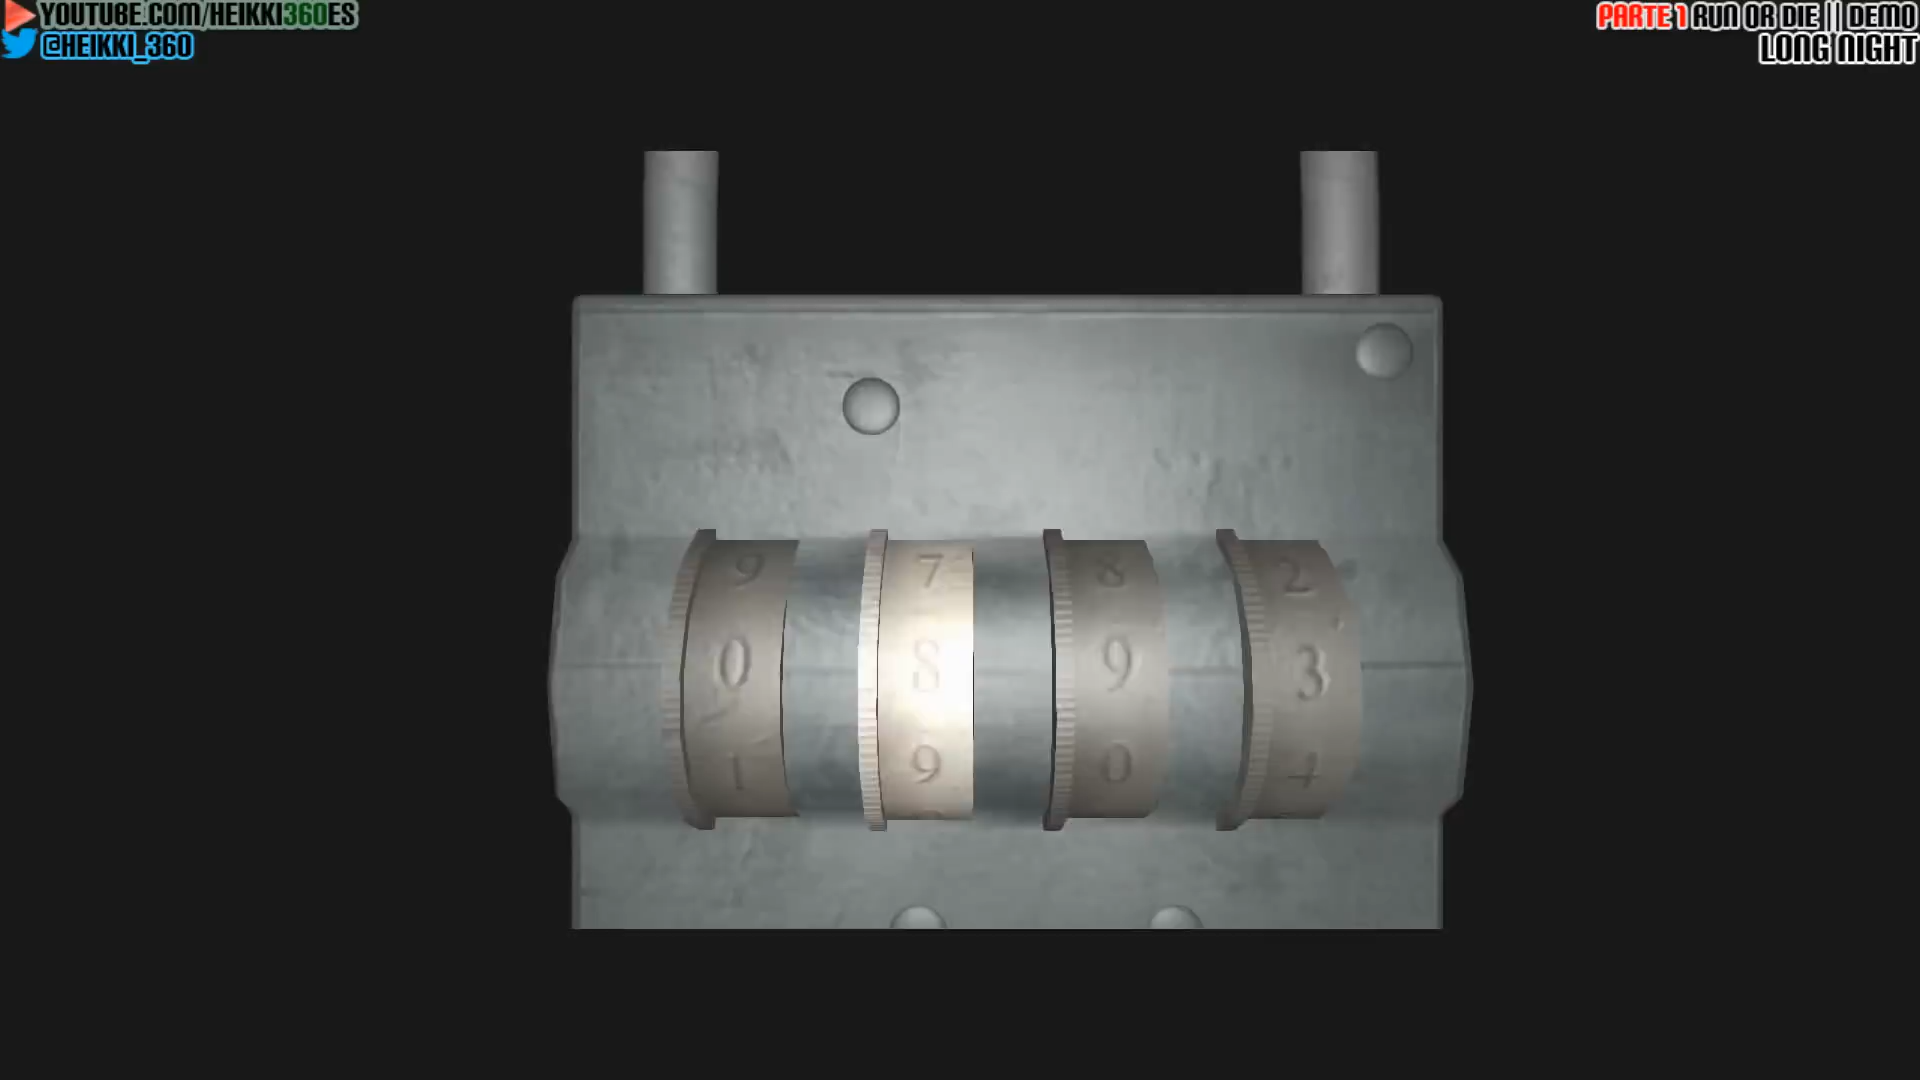 YOUTUBE.COM/HEIKKI360ES
@HEIKKI_360
PARTE 1 RUN OR DIE || DEMO
LONG NIGHT
9 7 8 2
0 8 9 3
1 9 0 4